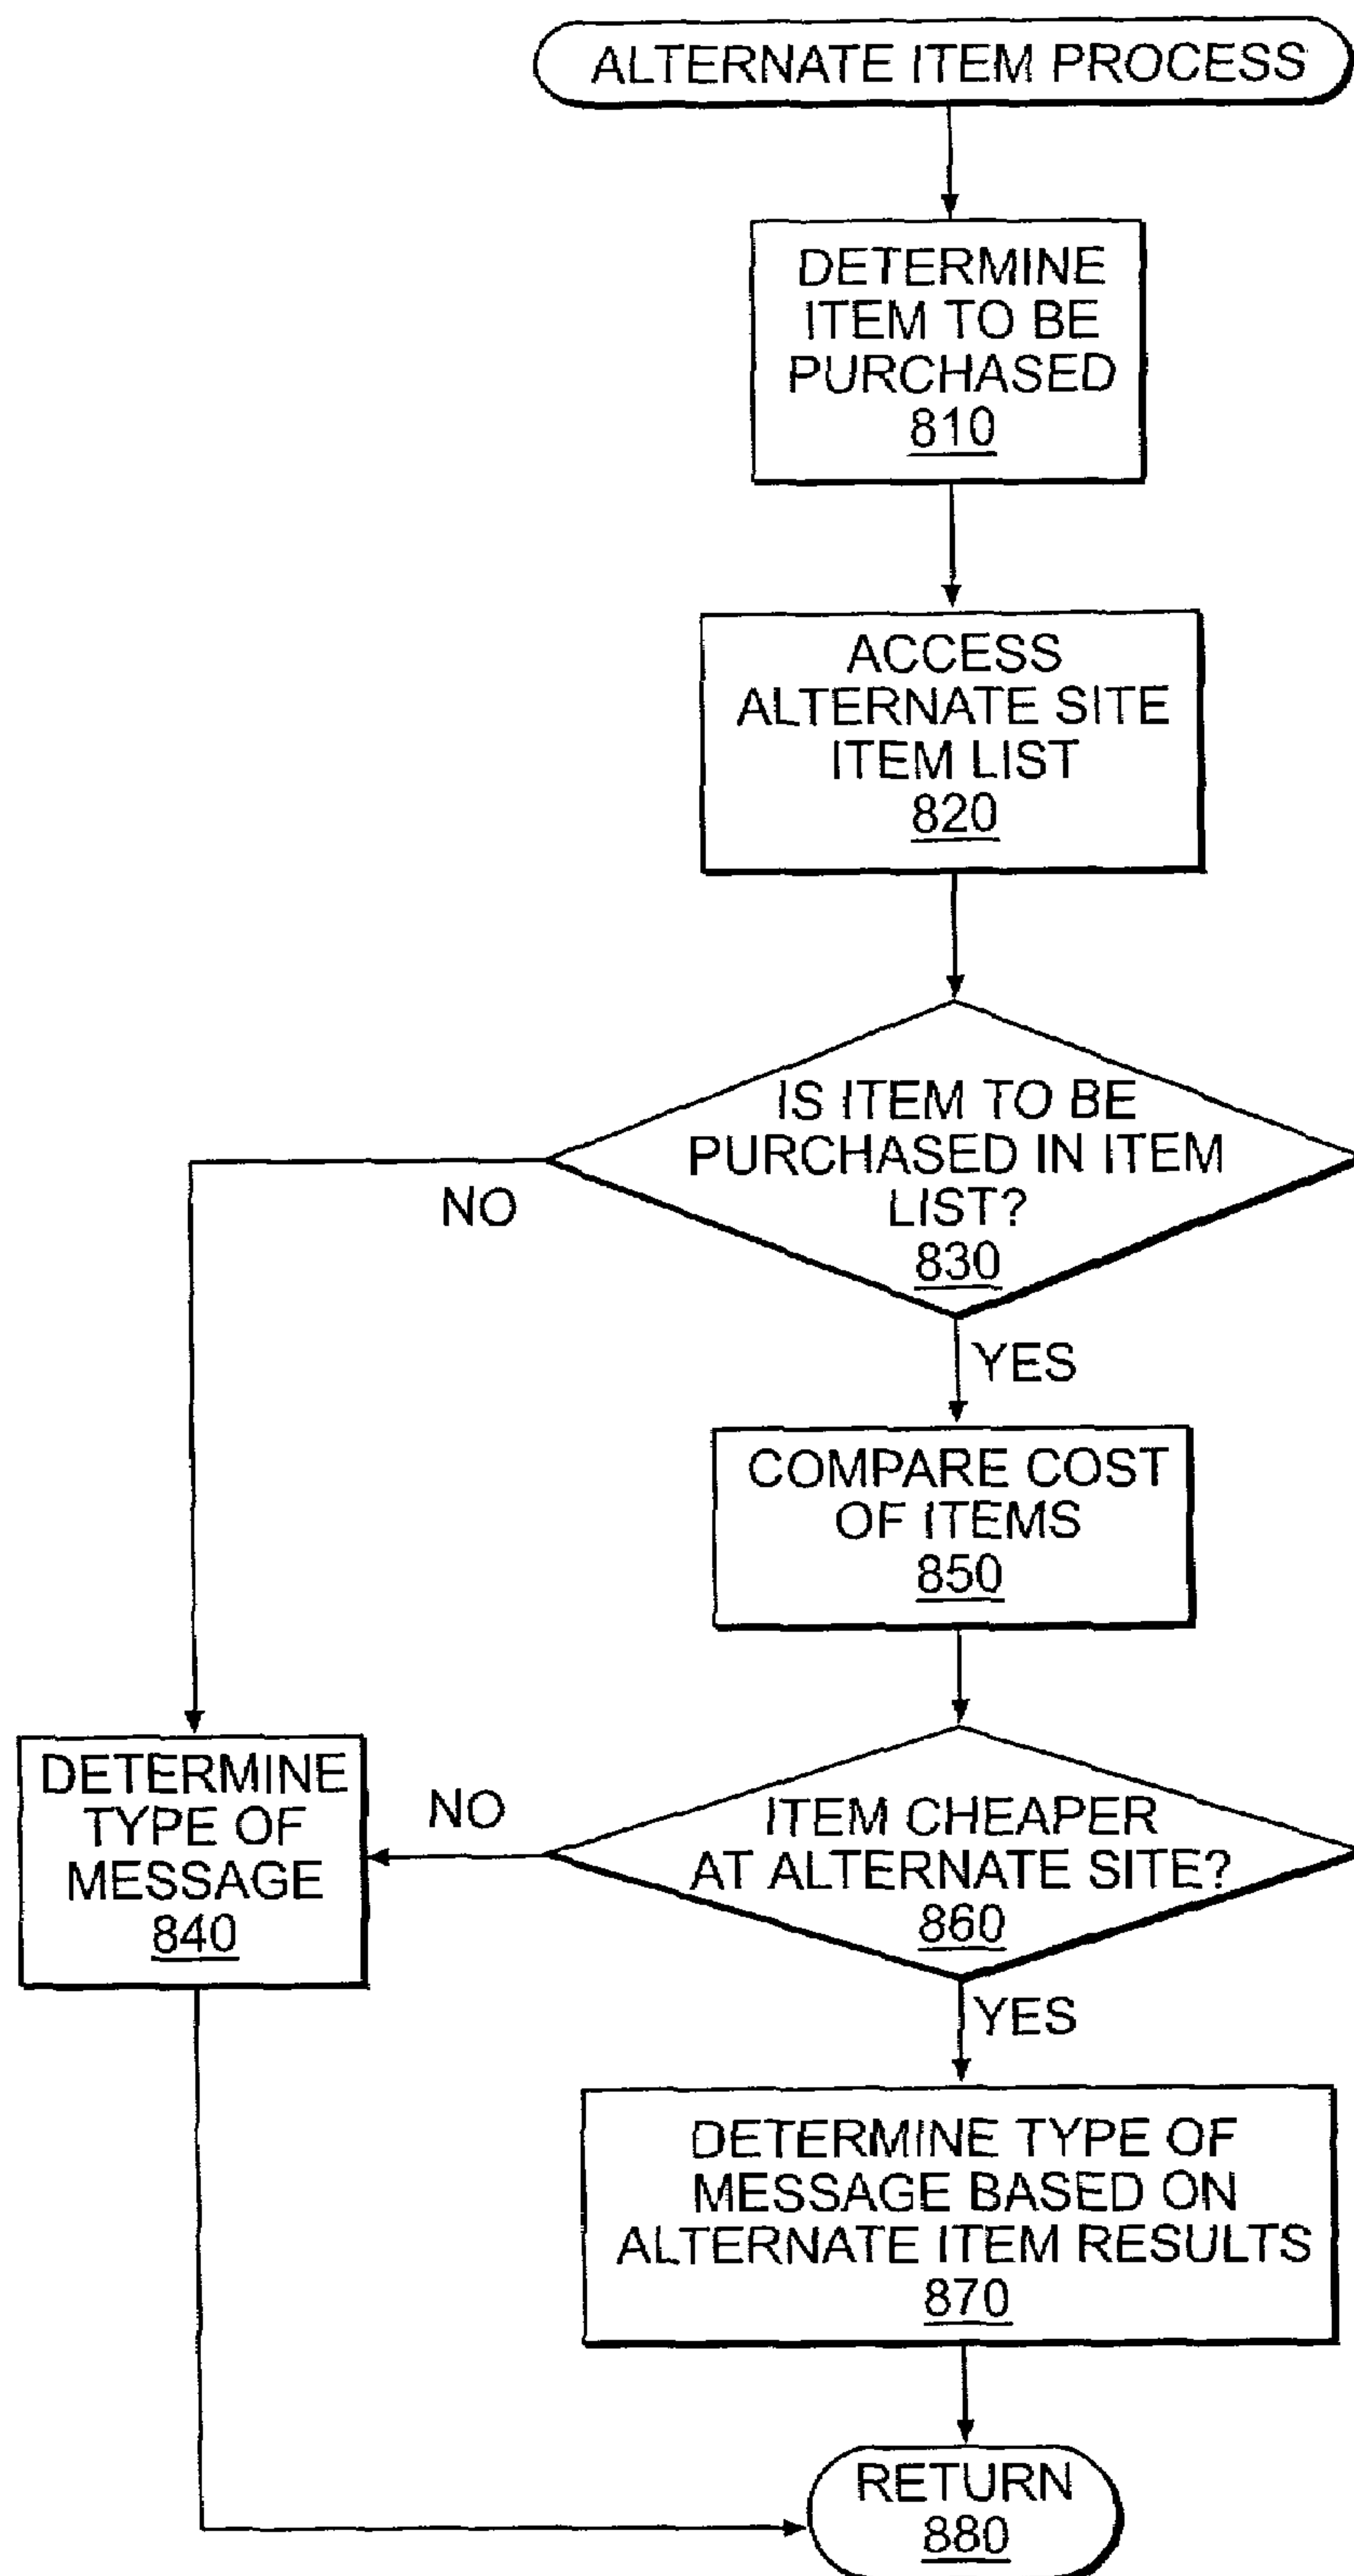 ALTERNATE ITEM PROCESS
DETERMINE
ITEM TO BE
PURCHASED
810
ACCESS
ALTERNATE SITE
ITEM LIST
820
IS ITEM TO BE
PURCHASED IN ITEM
LIST?
830
NO
YES
COMPARE COST
OF ITEMS
850
DETERMINE
TYPE OF
MESSAGE
840
NO
ITEM CHEAPER
AT ALTERNATE SITE?
860
YES
DETERMINE TYPE OF
MESSAGE BASED ON
ALTERNATE ITEM RESULTS
870
RETURN
880